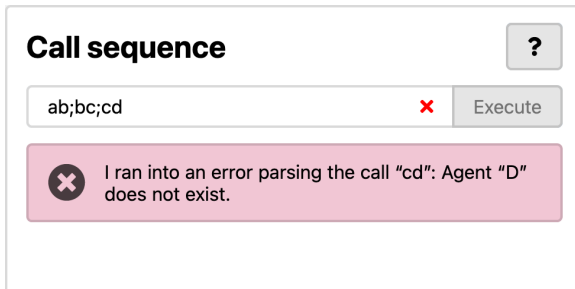 Call sequence
?
ab;bc;cd
Execute
I ran into an error parsing the call “cd”: Agent “D”
does not exist.